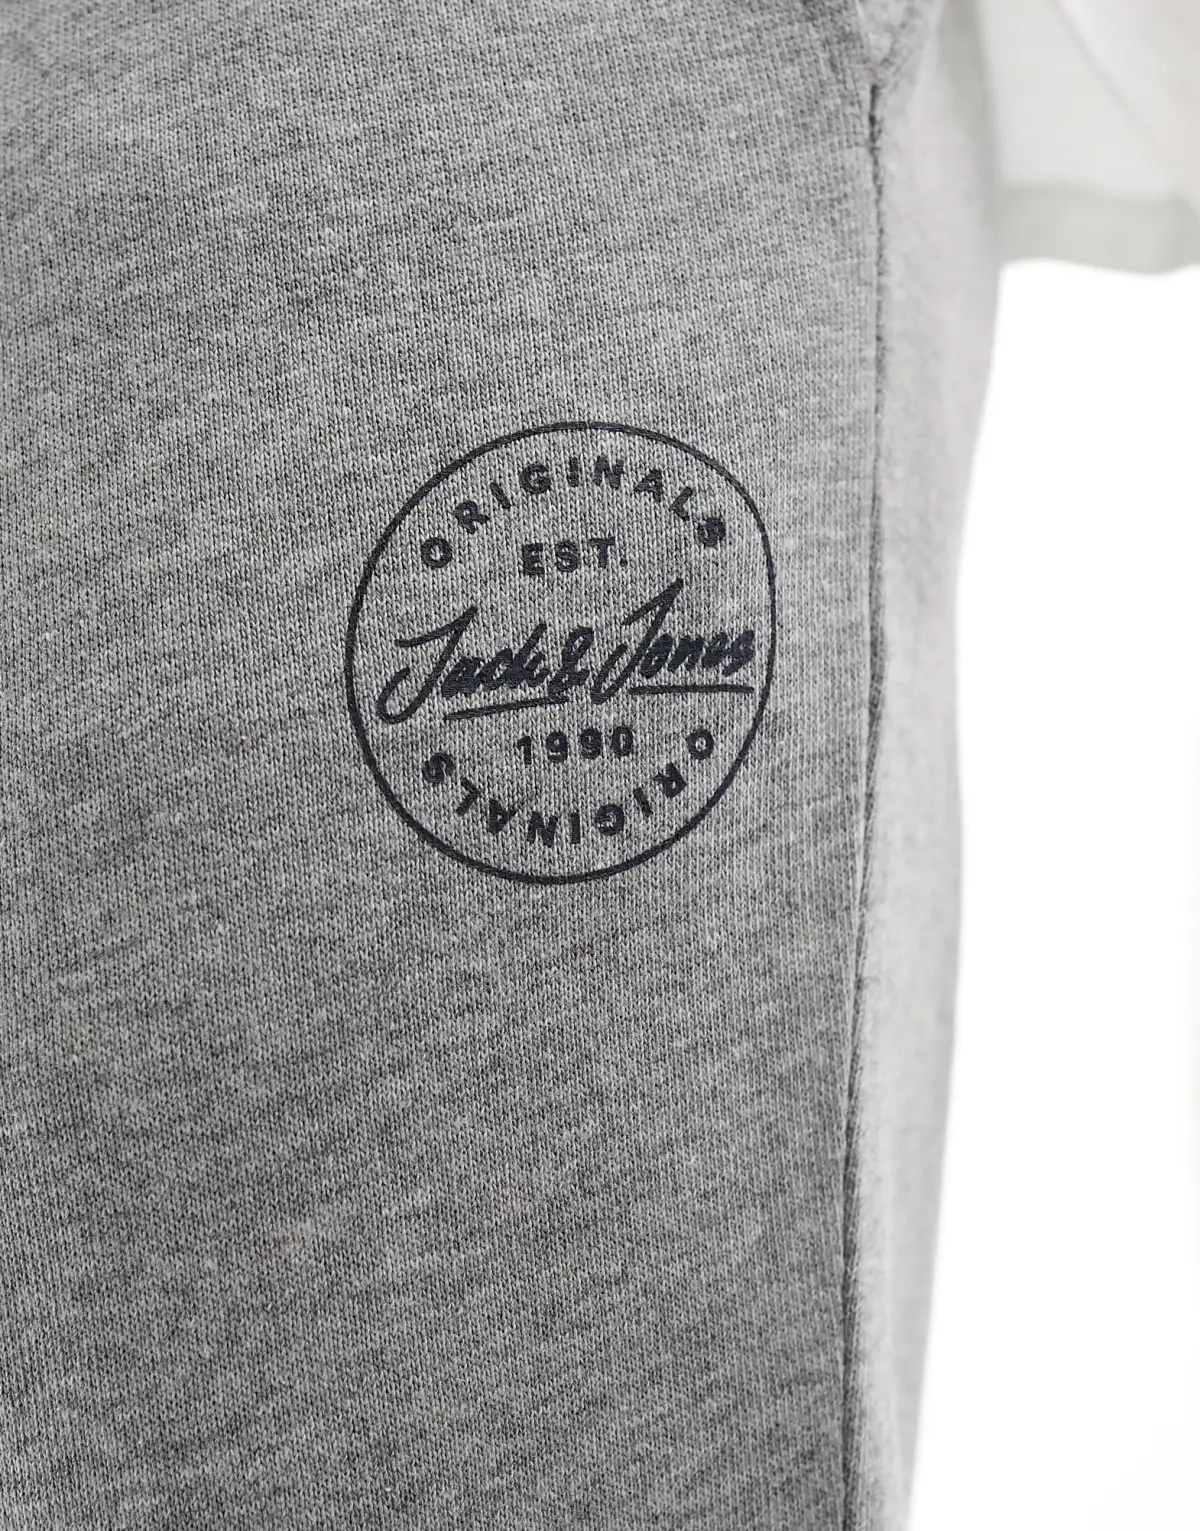 ORIGINALS
EST.
Jack & Jones
1990
ORIGINALS